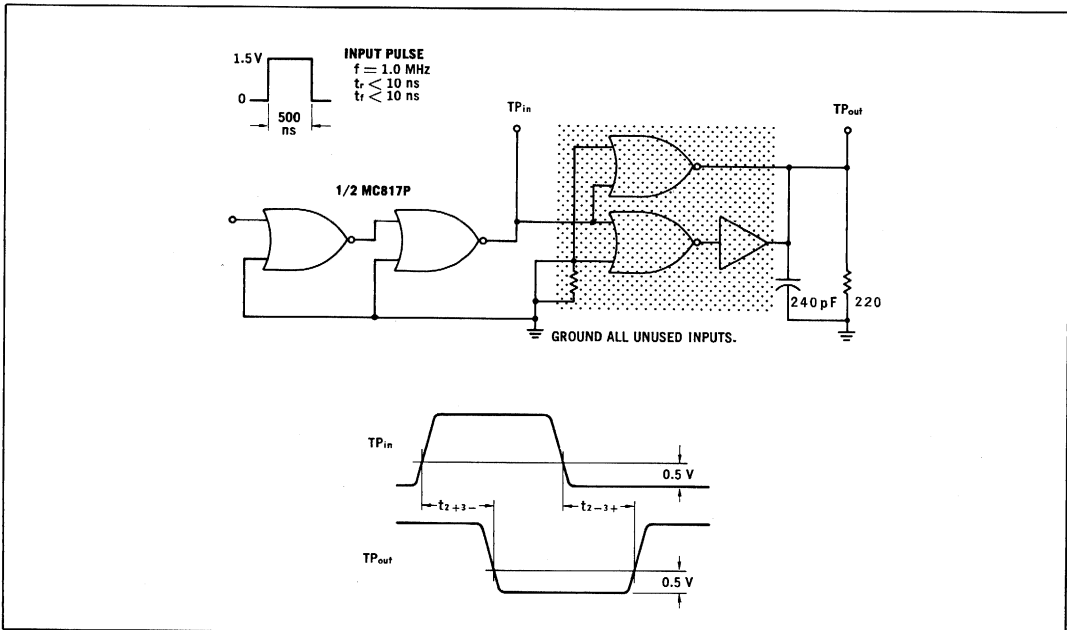 INPUT PULSE
1.5 V
f = 1.0 MHz
tr < 10 ns
tf < 10 ns
0
500
ns
TPin
TPout
1/2 MC817P
240 pF
220
GROUND ALL UNUSED INPUTS.
TPin
0.5 V
t2+3−
t2−3+
TPout
0.5 V